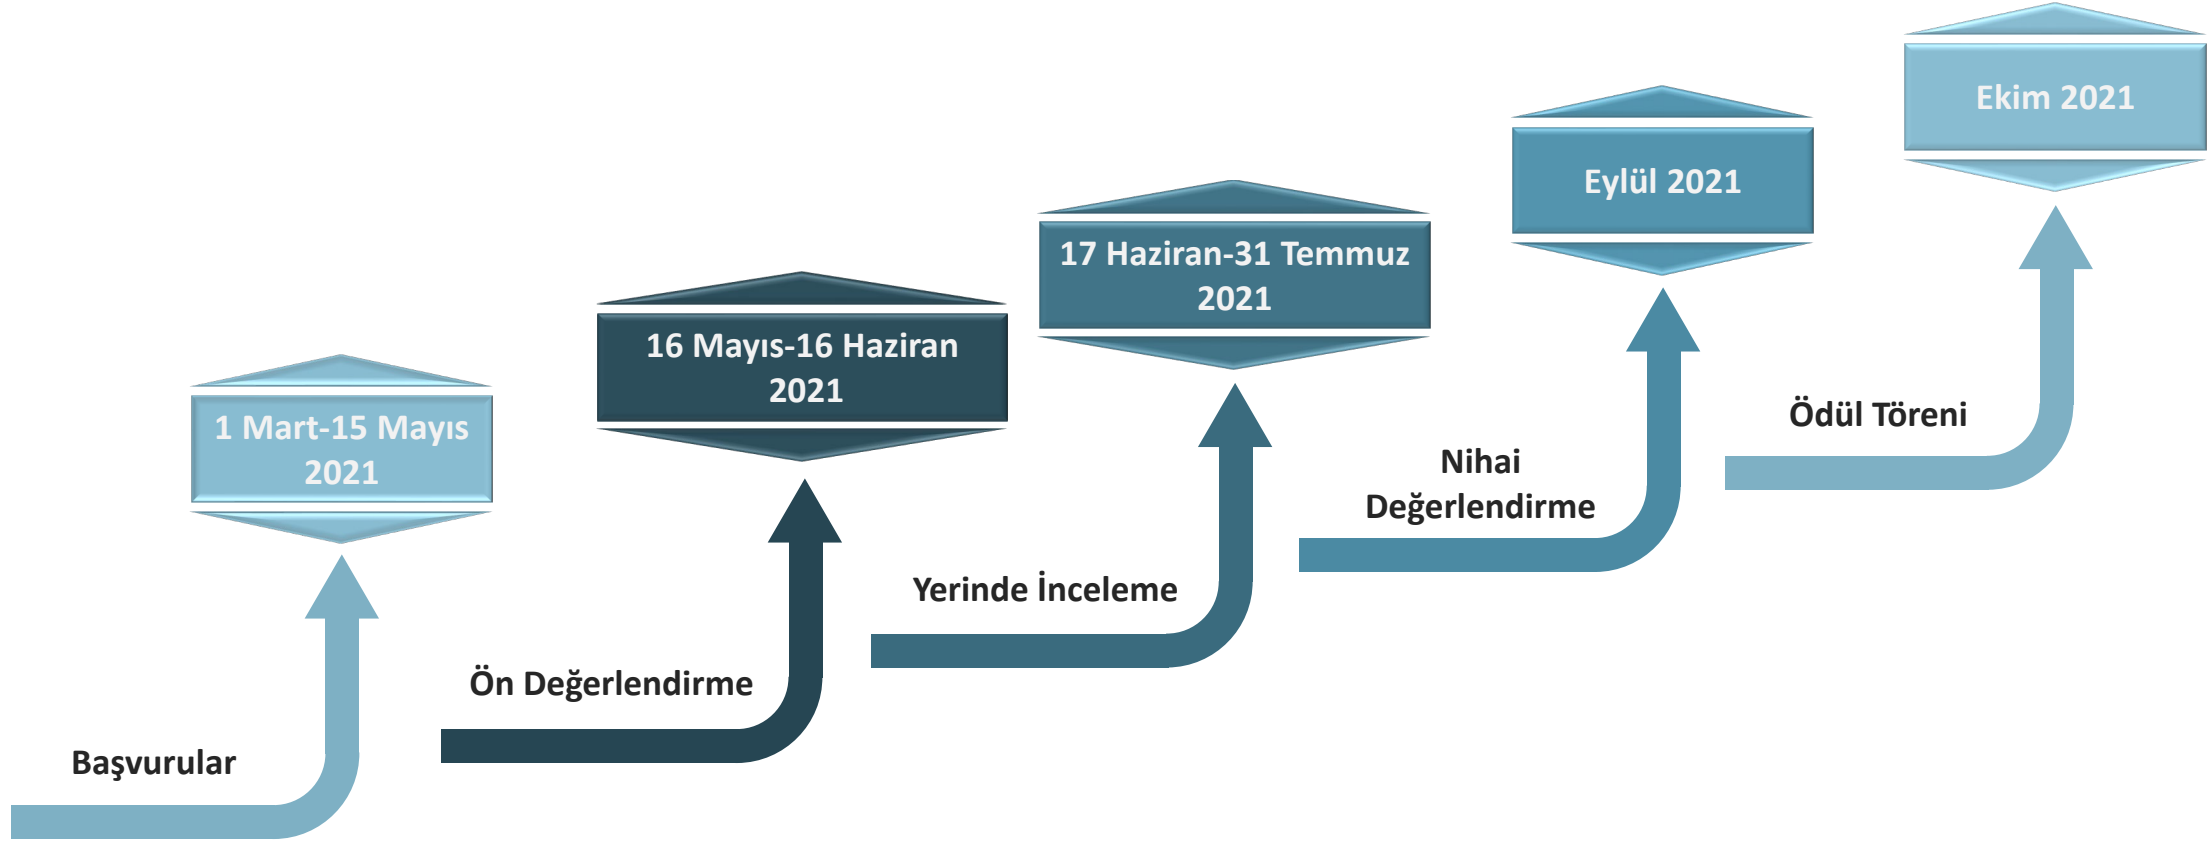 Başvurular
1 Mart-15 Mayıs
2021
Ön Değerlendirme
16 Mayıs-16 Haziran
2021
Yerinde İnceleme
17 Haziran-31 Temmuz
2021
Nihai
Değerlendirme
Eylül 2021
Ödül Töreni
Ekim 2021